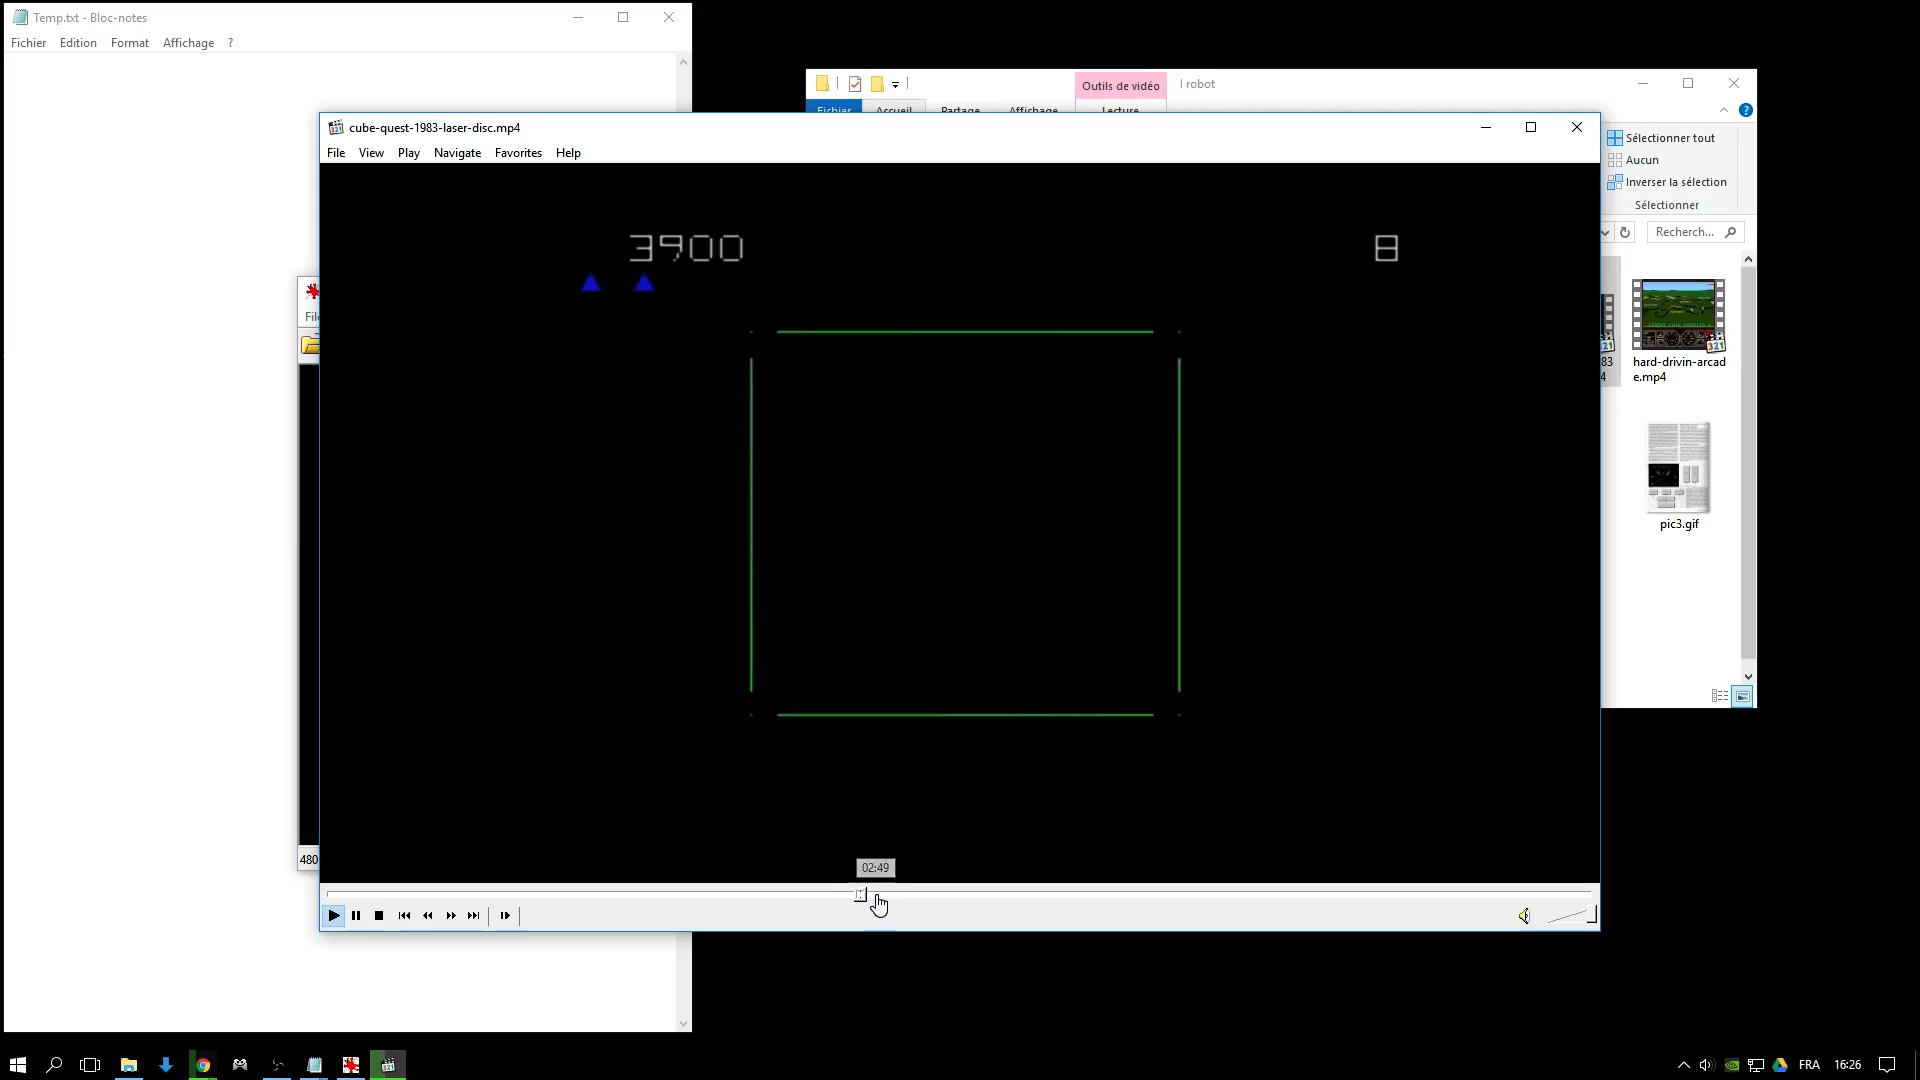 Temp.txt - Bloc-notes
Fichier Edition Format Affichage ?
Outils de vidéo I robot
Fichier Accueil Partage Affichage Lecture
cube-quest-1983-laser-disc.mp4
File View Play Navigate Favorites Help
Sélectionner tout
Aucun
Inverser la sélection
Sélectionner
Recherch...
3900 8
hard-drivin-arcad
e.mp4
83
4
pic3.gif
480
02:49
FRA 16:26